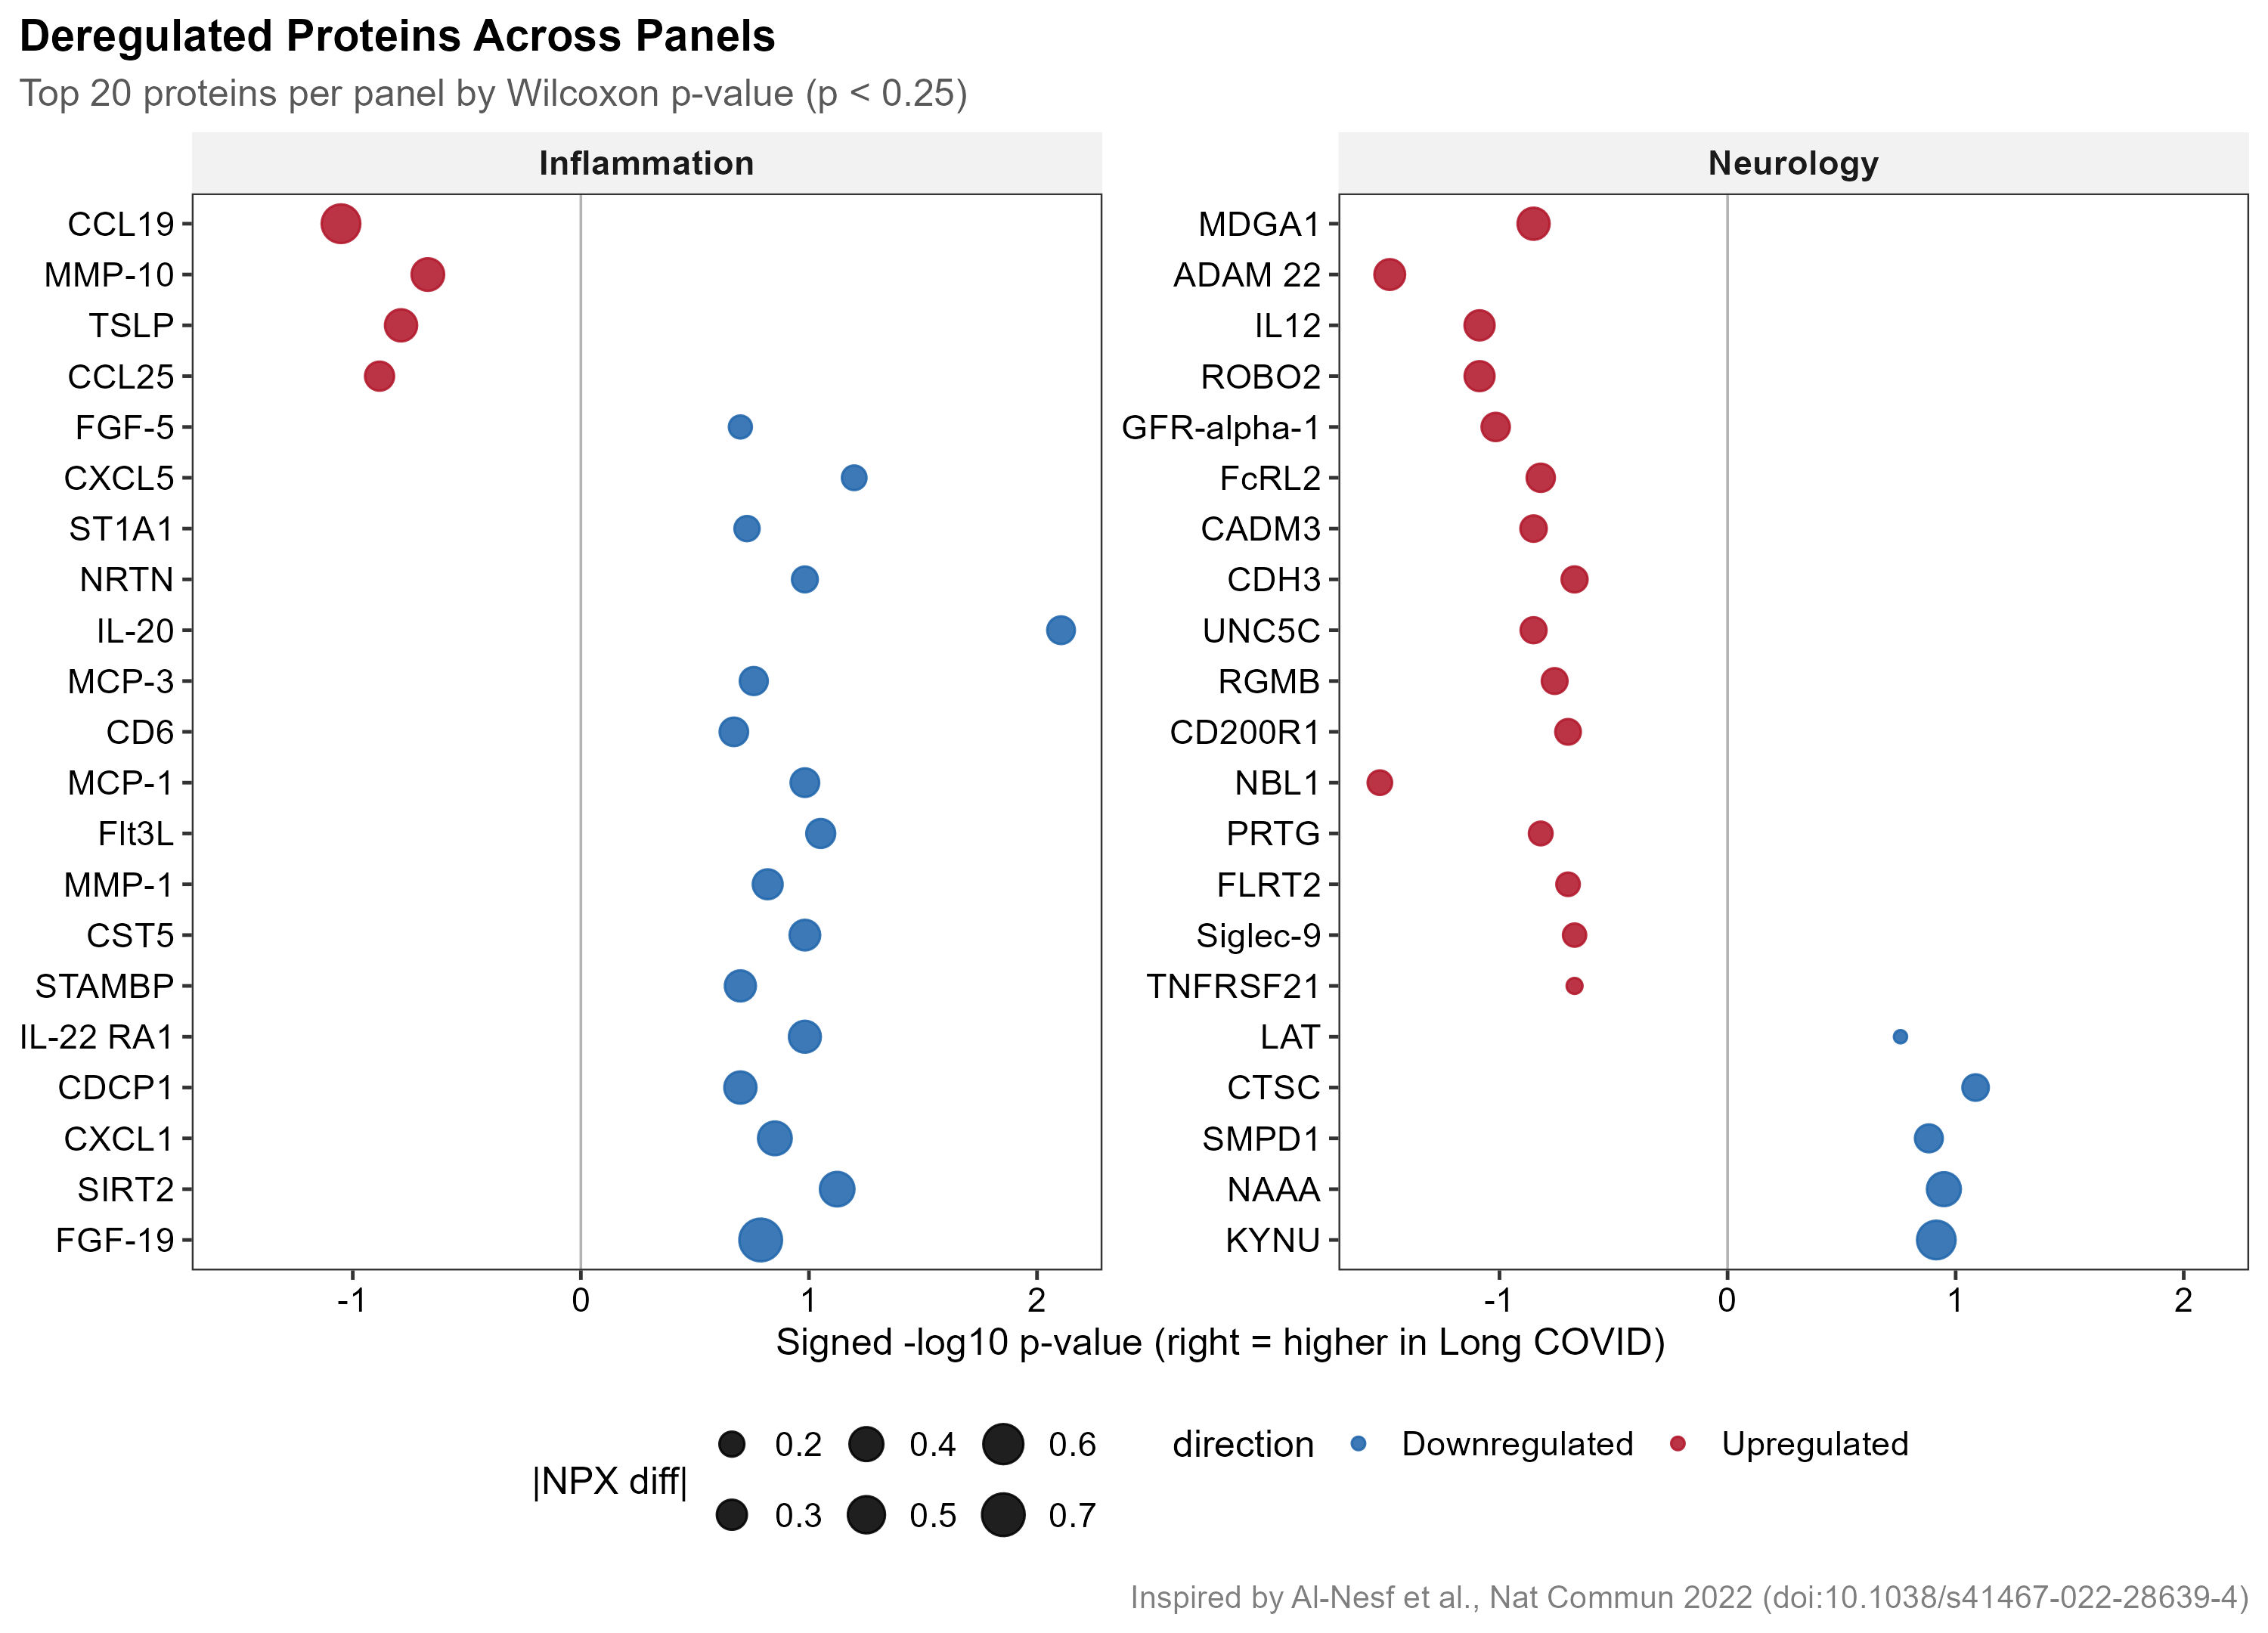 Deregulated Proteins Across Panels
Top 20 proteins per panel by Wilcoxon p-value (p < 0.25)
Inflammation
CCL19
MMP-10
TSLP
CCL25
FGF-5
CXCL5
ST1A1
NRTN
IL-20
MCP-3
CD6
MCP-1
Flt3L
MMP-1
CST5
STAMBP
IL-22 RA1
CDCP1
CXCL1
SIRT2
FGF-19
-1 0 1 2
Neurology
MDGA1
ADAM 22
IL12
ROBO2
GFR-alpha-1
FcRL2
CADM3
CDH3
UNC5C
RGMB
CD200R1
NBL1
PRTG
FLRT2
Siglec-9
TNFRSF21
LAT
CTSC
SMPD1
NAAA
KYNU
-1 0 1 2
Signed -log10 p-value (right = higher in Long COVID)
|NPX diff|
0.2 0.4 0.6
0.3 0.5 0.7
direction Downregulated Upregulated
Inspired by Al-Nesf et al., Nat Commun 2022 (doi:10.1038/s41467-022-28639-4)